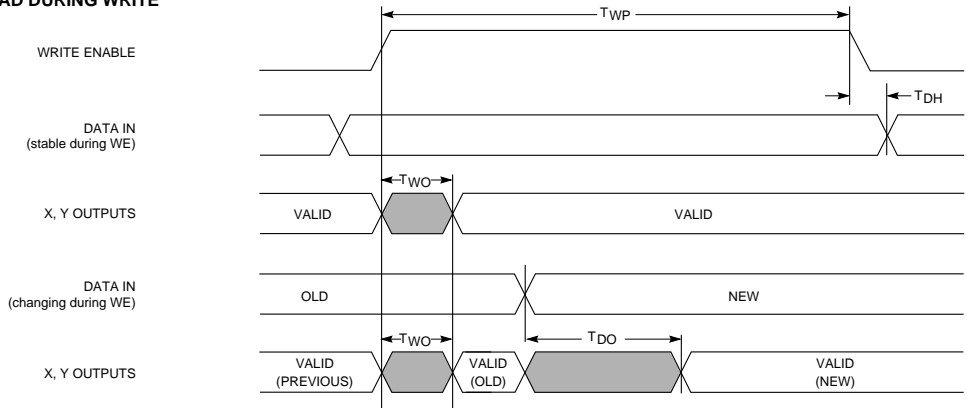 AD DURING WRITE
TWP
WRITE ENABLE
TDH
DATA IN
(stable during WE)
TWO
X, Y OUTPUTS
VALID
VALID
DATA IN
(changing during WE)
OLD
NEW
TWO
TDO
X, Y OUTPUTS
VALID
(PREVIOUS)
VALID
(OLD)
VALID
(NEW)